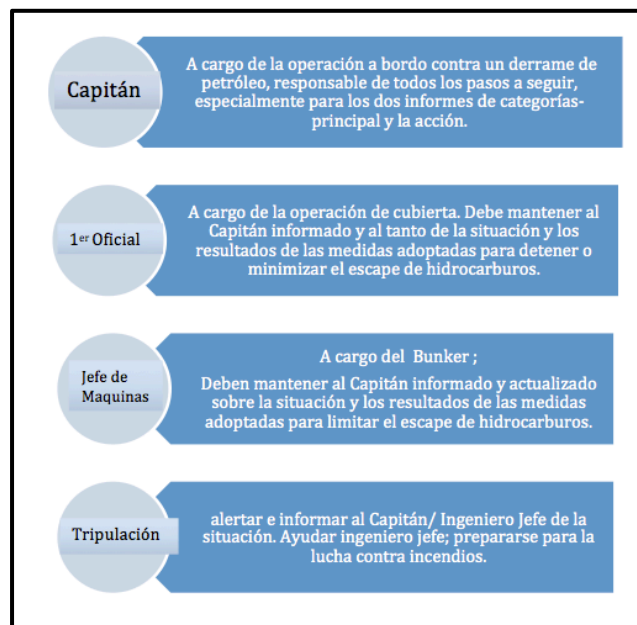 Capitán
A cargo de la operación a bordo contra un derrame de
petróleo, responsable de todos los pasos a seguir,
especialmente para los dos informes de categorías-
principal y la acción.
1er Oficial
A cargo de la operación de cubierta. Debe mantener al
Capitán informado y al tanto de la situación y los
resultados de las medidas adoptadas para detener o
minimizar el escape de hidrocarburos.
Jefe de
Maquinas
A cargo del Bunker ;
Deben mantener al Capitán informado y actualizado
sobre la situación y los resultados de las medidas
adoptadas para limitar el escape de hidrocarburos.
Tripulación
alertar e informar al Capitán/ Ingeniero Jefe de la
situación. Ayudar ingeniero jefe; prepararse para la
lucha contra incendios.